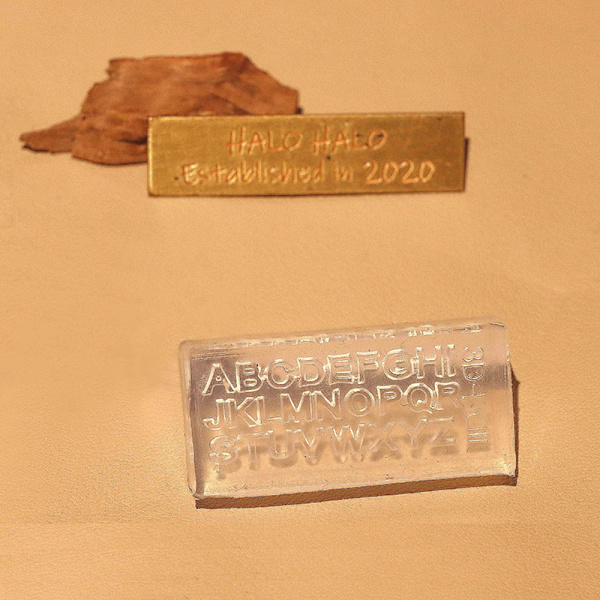 HALO HALO
Established in 2020
ABCDEFGHI
JKLMNOPQR
STUVWXYZ